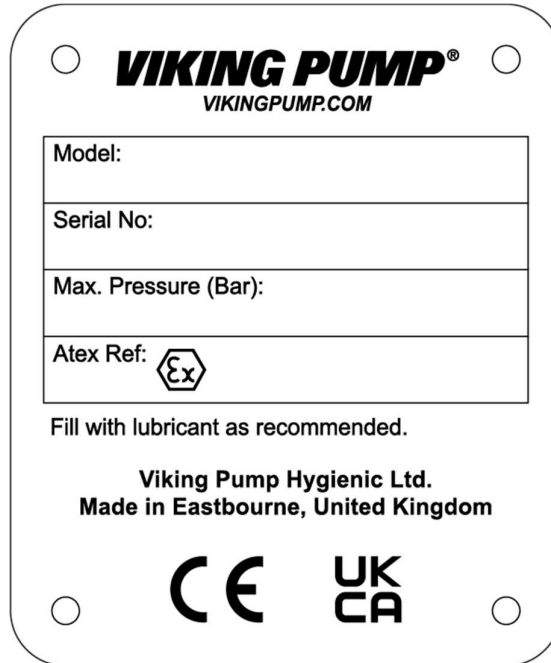 VIKING PUMP®
VIKINGPUMP.COM
Model:
Serial No:
Max. Pressure (Bar):
Atex Ref: Ex
Fill with lubricant as recommended.
Viking Pump Hygienic Ltd.
Made in Eastbourne, United Kingdom
CE UK
CA